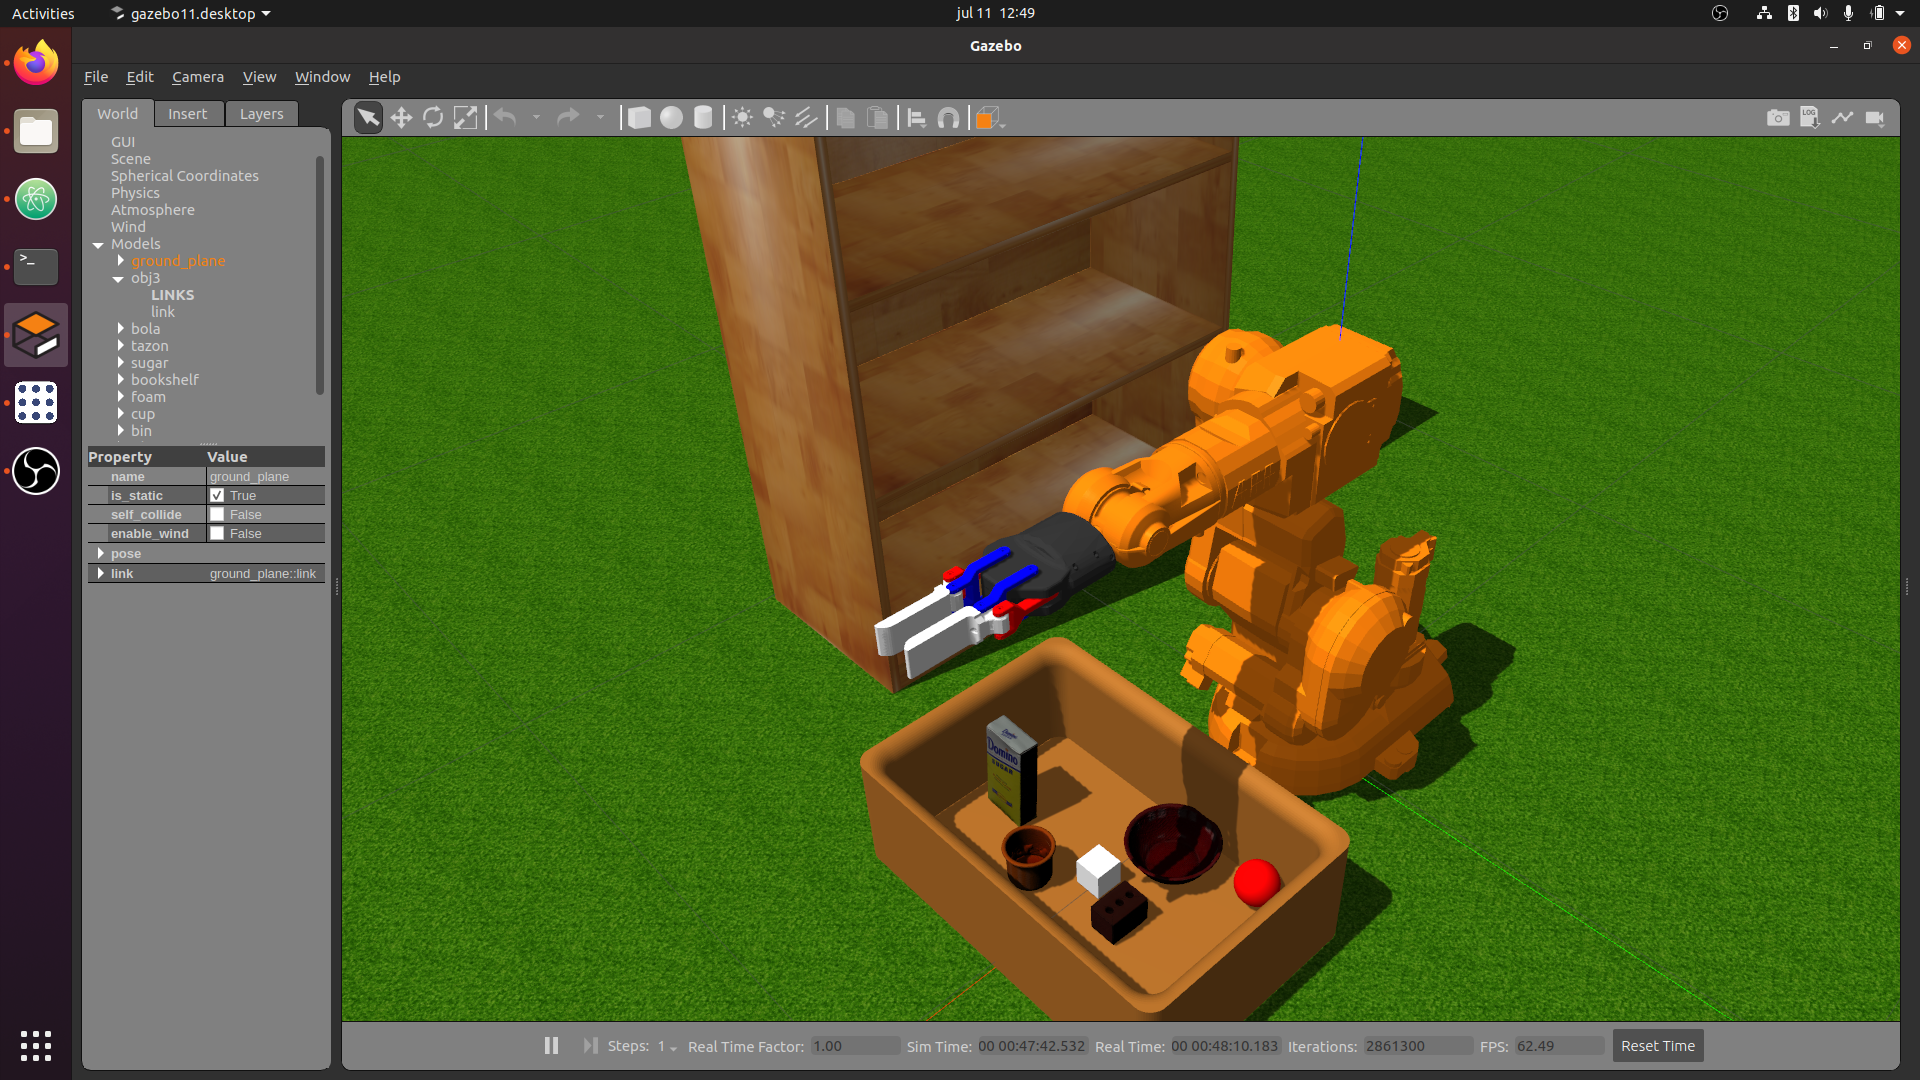 Activities
gazebo11.desktop
jul 11 12:49
Gazebo
File Edit Camera View Window Help
World Insert Layers
GUI
Scene
Spherical Coordinates
Physics
Atmosphere
Wind
Models
ground_plane
obj3
LINKS
link
bola
tazon
sugar
bookshelf
foam
cup
bin
Property Value
name ground_plane
is_static True
self_collide False
enable_wind False
pose
link ground_plane::link
LOG
Domino
SUGAR
Steps: 1 Real Time Factor: 1.00 Sim Time: 00 00:47:42.532 Real Time: 00 00:48:10.183 Iterations: 2861300 FPS: 62.49 Reset Time